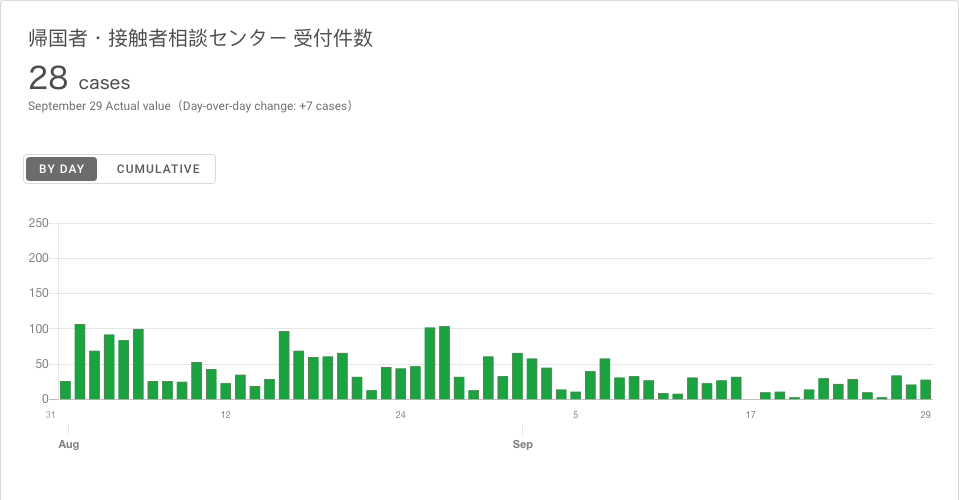 帰国者・接触者相談センター 受付件数
28 cases
September 29 Actual value（Day-over-day change: +7 cases）
BY DAY CUMULATIVE
250
200
150
100
50
0
31 12 24 5 17 29
Aug Sep